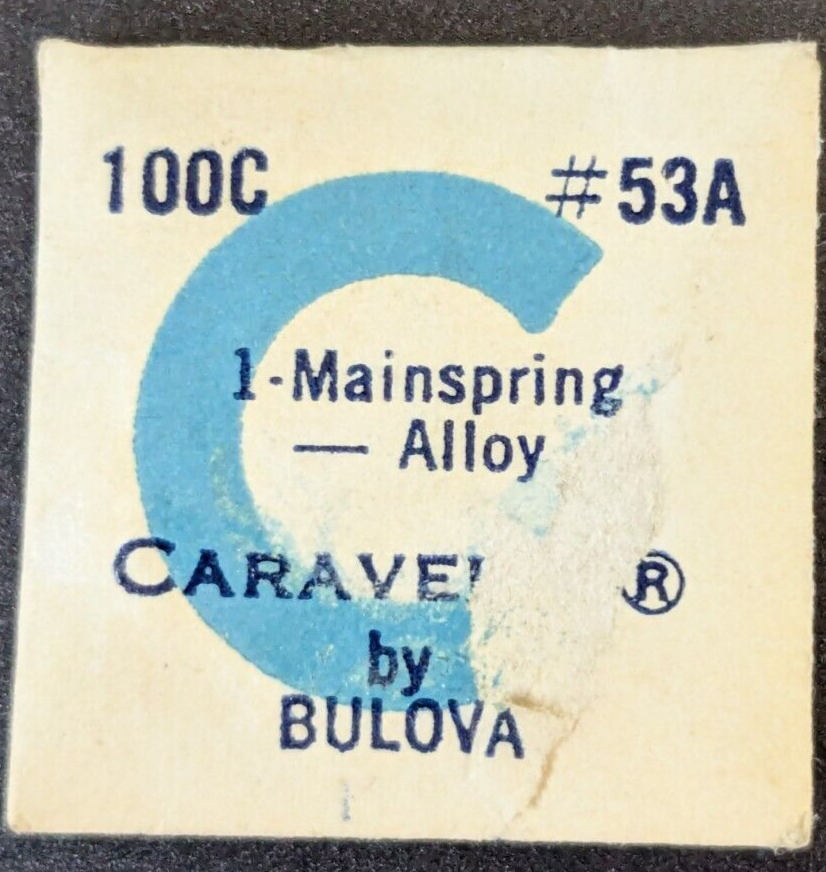 100C #53A
1-Mainspring
— Alloy
®
by
BULOVA